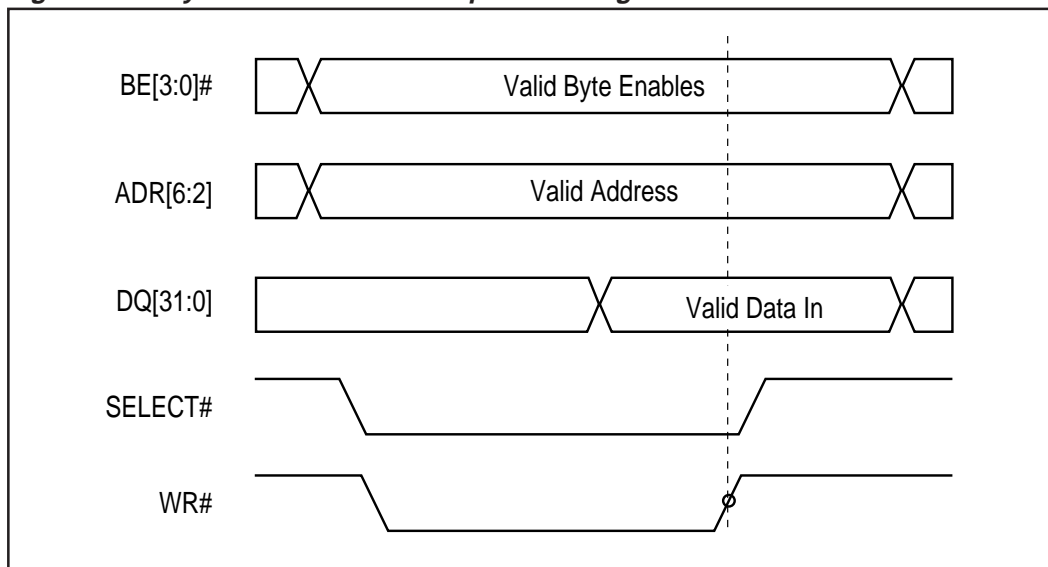 BE[3:0]#
Valid Byte Enables
ADR[6:2]
Valid Address
DQ[31:0]
Valid Data In
SELECT#
WR#